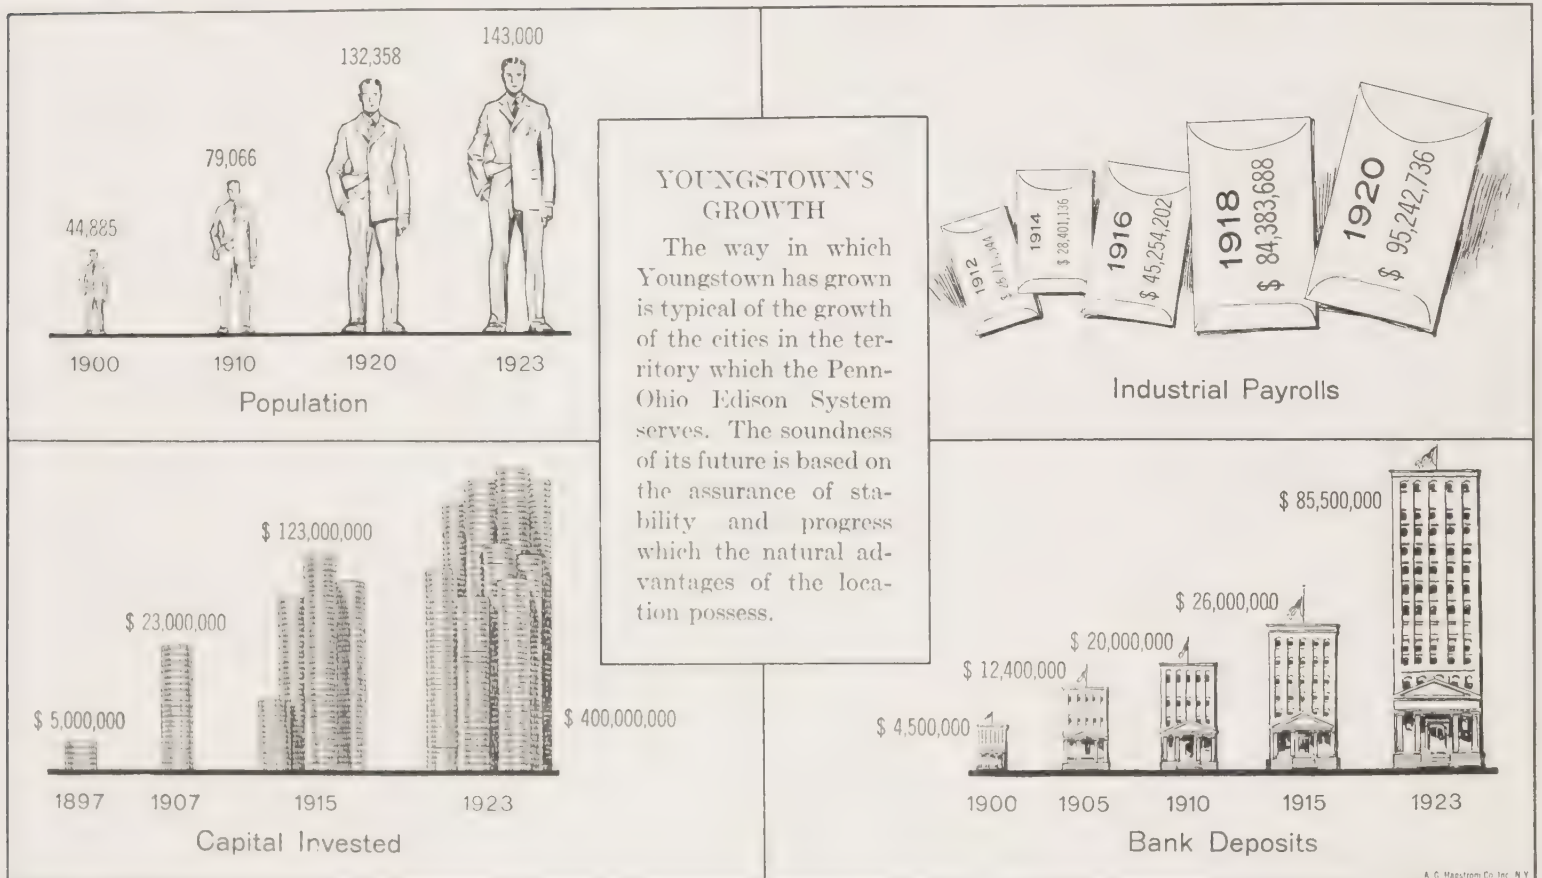 44,885
79,066
132,358
143,000
1900 1910 1920 1923
Population
YOUNGSTOWN'S
GROWTH
The way in which
Youngstown has grown
is typical of the growth
of the cities in the ter-
ritory which the Penn-
Ohio Edison System
serves. The soundness
of its future is based on
the assurance of sta-
bility and progress
which the natural ad-
vantages of the loca-
tion possess.
1912
1914
$ 28,401,136
1916
$ 45,254,202
1918
$ 84,383,688
1920
$ 95,242,736
Industrial Payrolls
$ 5,000,000
$ 23,000,000
$ 123,000,000
$ 400,000,000
1897 1907 1915 1923
Capital Invested
$ 4,500,000
$ 12,400,000
$ 20,000,000
$ 26,000,000
$ 85,500,000
1900 1905 1910 1915 1923
Bank Deposits
A. G. Co. Inc. N.Y.